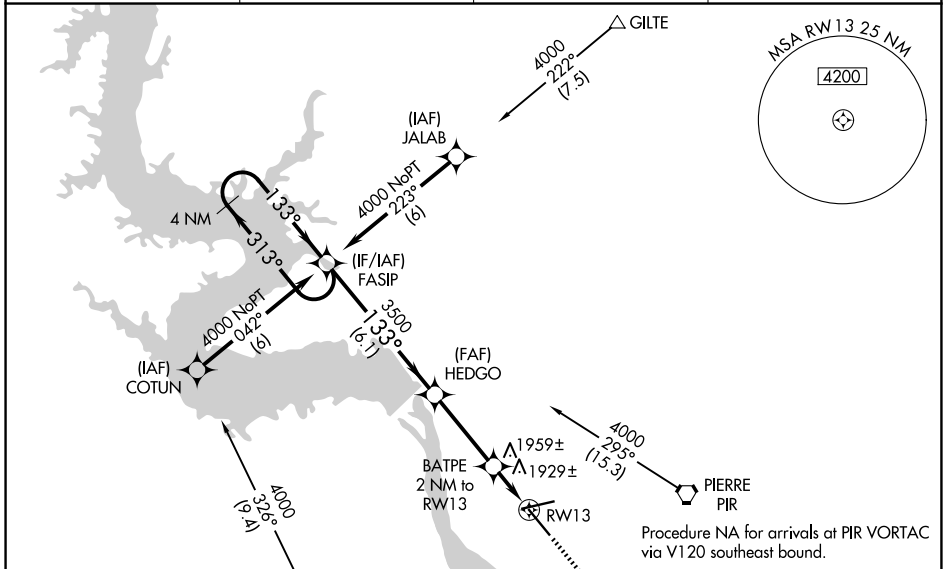 GILTE
4000
222°
(7.5)
MSA RW13 25 NM
4200
(IAF)
JALAB
4000 NoPT
223°
(6)
4 NM
133°
313°
(IF/IAF)
FASIP
4000 NoPT
042°
(6)
(IAF)
COTUN
3500
133°
(6.1)
(FAF)
HEDGO
4000
295°
(15.3)
1959±
1929±
BATPE
2 NM to
RW13
RW13
PIERRE
PIR
4000
326°
(9.4)
Procedure NA for arrivals at PIR VORTAC
via V120 southeast bound.